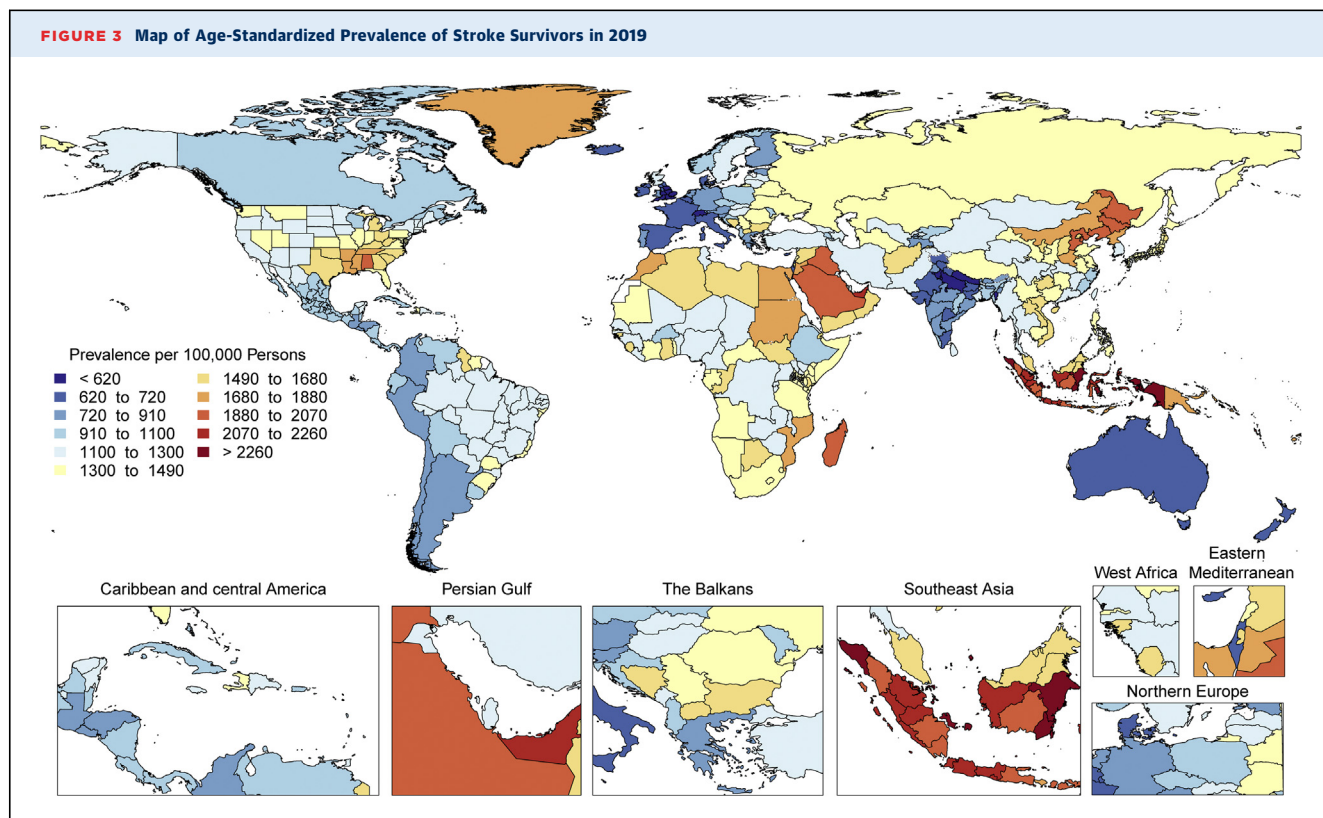 FIGURE 3 Map of Age-Standardized Prevalence of Stroke Survivors in 2019
Prevalence per 100,000 Persons
< 620
620 to 720
720 to 910
910 to 1100
1100 to 1300
1300 to 1490
1490 to 1680
1680 to 1880
1880 to 2070
2070 to 2260
> 2260
Caribbean and central America
Persian Gulf
The Balkans
Southeast Asia
West Africa
Eastern
Mediterranean
Northern Europe